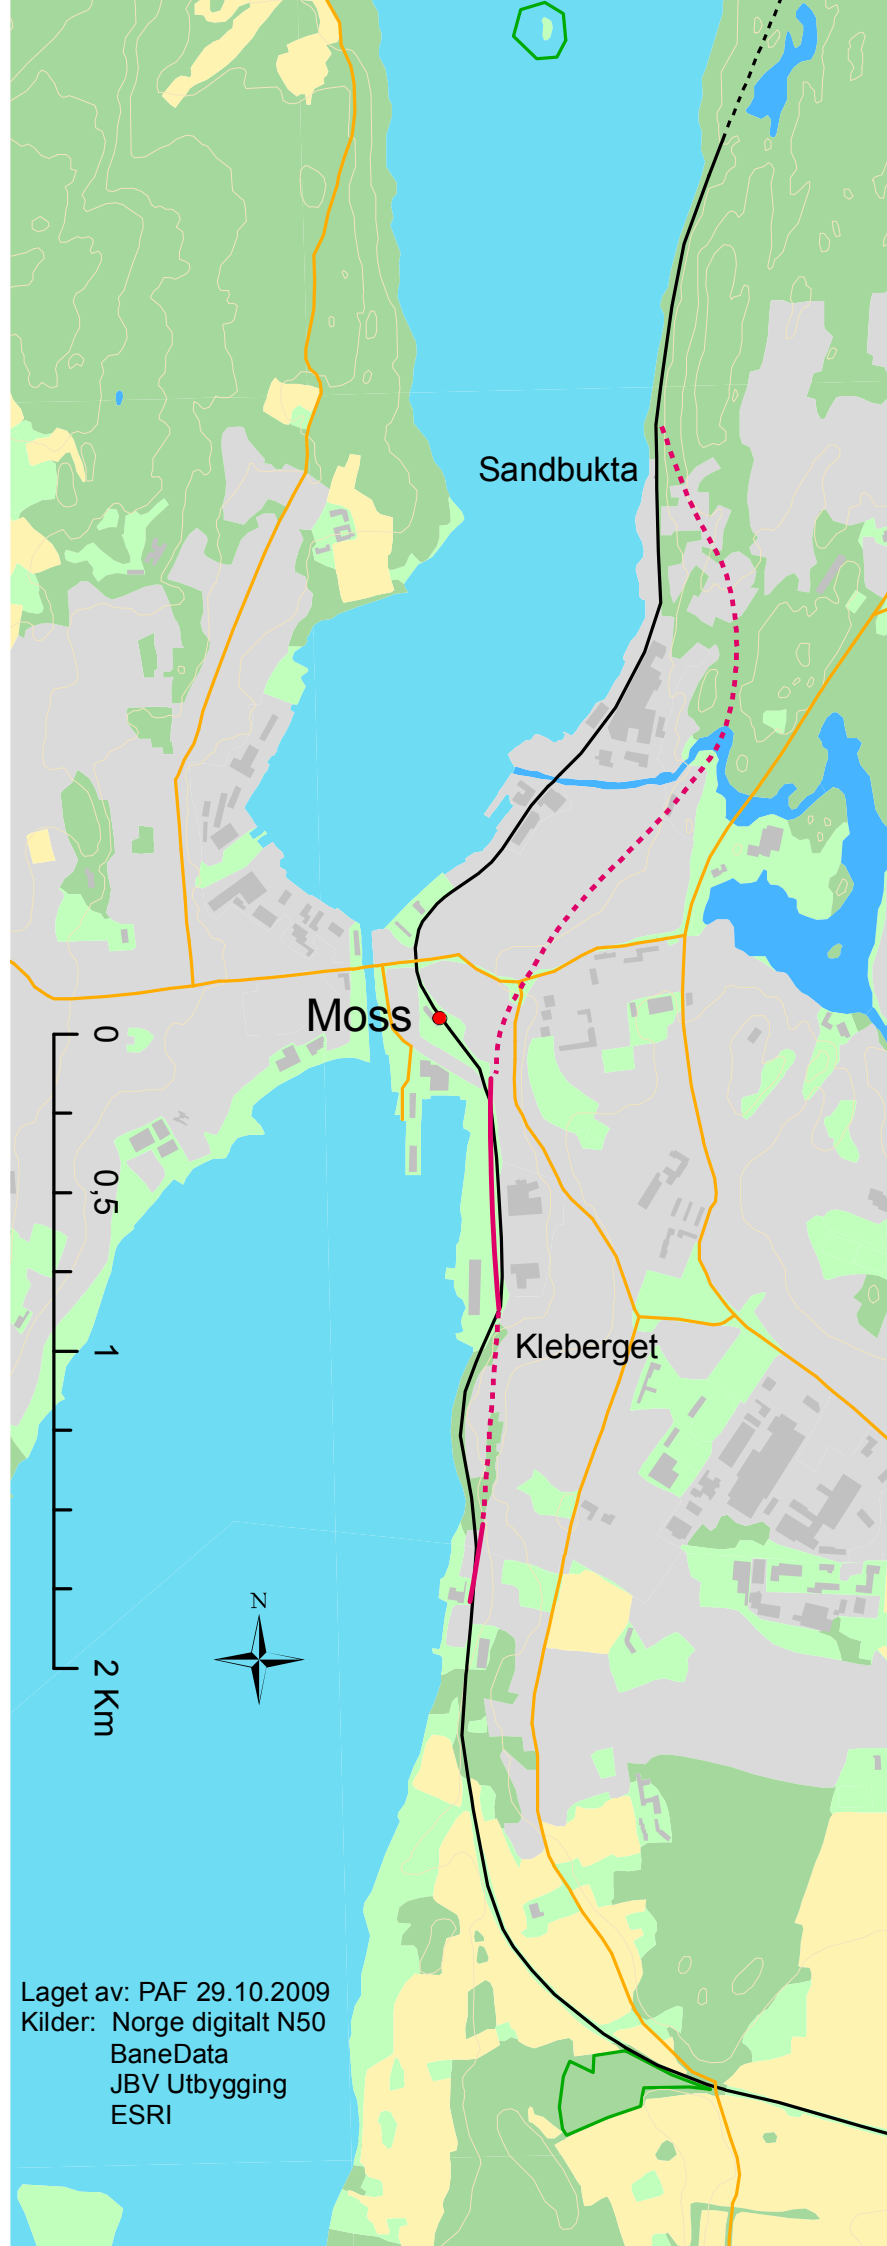 Sandbukta
Moss
0
0,5
1
Kleberget
N
2 Km
Laget av: PAF 29.10.2009
Kilder: Norge digitalt N50
BaneData
JBV Utbygging
ESRI